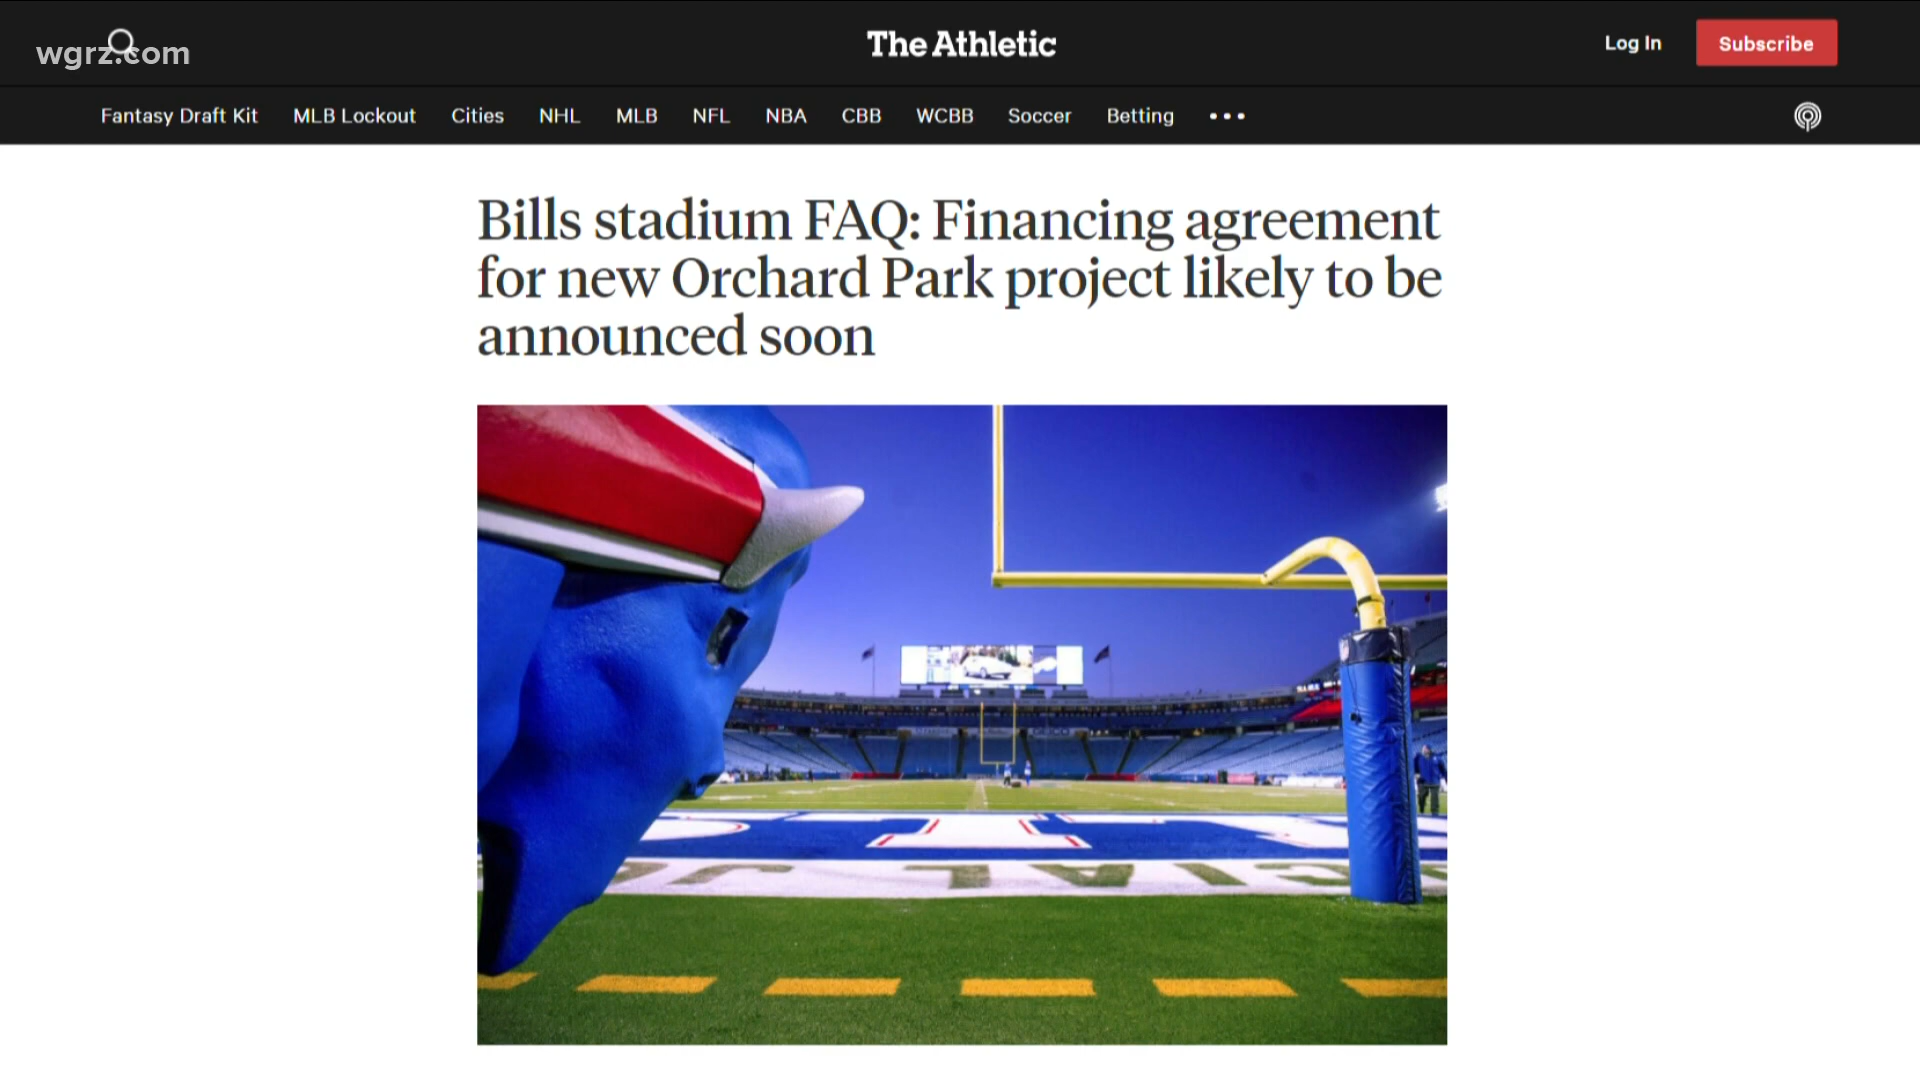 wgrz.com
The Athletic
Log In
Subscribe
Fantasy Draft Kit MLB Lockout Cities NHL MLB NFL NBA CBB WCBB Soccer Betting •••
Bills stadium FAQ: Financing agreement
for new Orchard Park project likely to be
announced soon